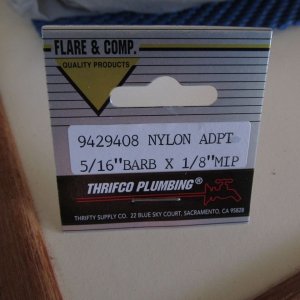 FLARE & COMP.
QUALITY PRODUCTS
9429408 NYLON ADPT
5/16"BARB X 1/8"MIP
THRIFCO PLUMBING®
THRIFTY SUPPLY CO. 22 BLUE SKY COURT, SACRAMENTO, CA 95828